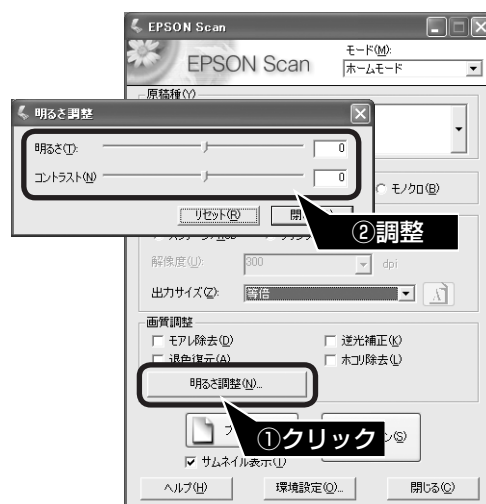 EPSON Scan
EPSON Scan
モード(M):
ホームモード
原稿種(Y)
明るさ調整
明るさ(T):
0
コントラスト(N)
0
モノクロ(B)
リセット(R)
②調整
解像度(U):
300
dpi
出力サイズ(Z):
等倍
画質調整
モアレ除去(D)
逆光補正(K)
退色復元(A)
ホコリ除去(L)
明るさ調整(N)...
①クリック
(S)
サムネイル表示(I)
ヘルプ(H)
環境設定(O)...
閉じる(C)